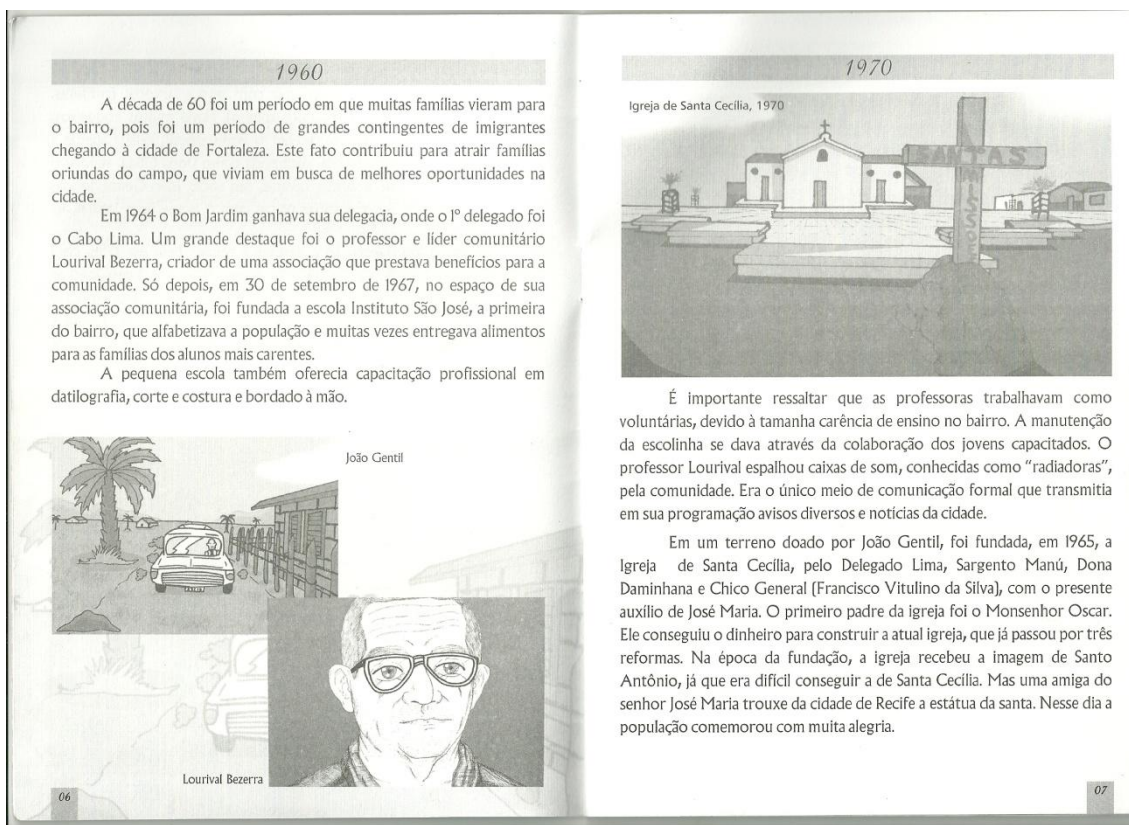 1960
A década de 60 foi um período em que muitas famílias vieram para
o bairro, pois foi um período de grandes contingentes de imigrantes
chegando à cidade de Fortaleza. Este fato contribuiu para atrair famílias
oriundas do campo, que viviam em busca de melhores oportunidades na
cidade.
Em 1964 o Bom Jardim ganhava sua delegacia, onde o 1º delegado foi
o Cabo Lima. Um grande destaque foi o professor e líder comunitário
Lourival Bezerra, criador de uma associação que prestava benefícios para a
comunidade. Só depois, em 30 de setembro de 1967, no espaço de sua
associação comunitária, foi fundada a escola Instituto São José, a primeira
do bairro, que alfabetizava a população e muitas vezes entregava alimentos
para as famílias dos alunos mais carentes.
A pequena escola também oferecia capacitação profissional em
datilografia, corte e costura e bordado à mão.
João Gentil
Lourival Bezerra
06
1970
Igreja de Santa Cecília, 1970
SANTAS
MISSÕES
É importante ressaltar que as professoras trabalhavam como
voluntárias, devido à tamanha carência de ensino no bairro. A manutenção
da escolinha se dava através da colaboração dos jovens capacitados. O
professor Lourival espalhou caixas de som, conhecidas como "radiadoras",
pela comunidade. Era o único meio de comunicação formal que transmitia
em sua programação avisos diversos e notícias da cidade.
Em um terreno doado por João Gentil, foi fundada, em 1965, a
Igreja de Santa Cecília, pelo Delegado Lima, Sargento Manú, Dona
Daminhana e Chico General (Francisco Vitulino da Silva), com o presente
auxílio de José Maria. O primeiro padre da igreja foi o Monsenhor Oscar.
Ele conseguiu o dinheiro para construir a atual igreja, que já passou por três
reformas. Na época da fundação, a igreja recebeu a imagem de Santo
Antônio, já que era difícil conseguir a de Santa Cecília. Mas uma amiga do
senhor José Maria trouxe da cidade de Recife a estátua da santa. Nesse dia a
população comemorou com muita alegria.
07